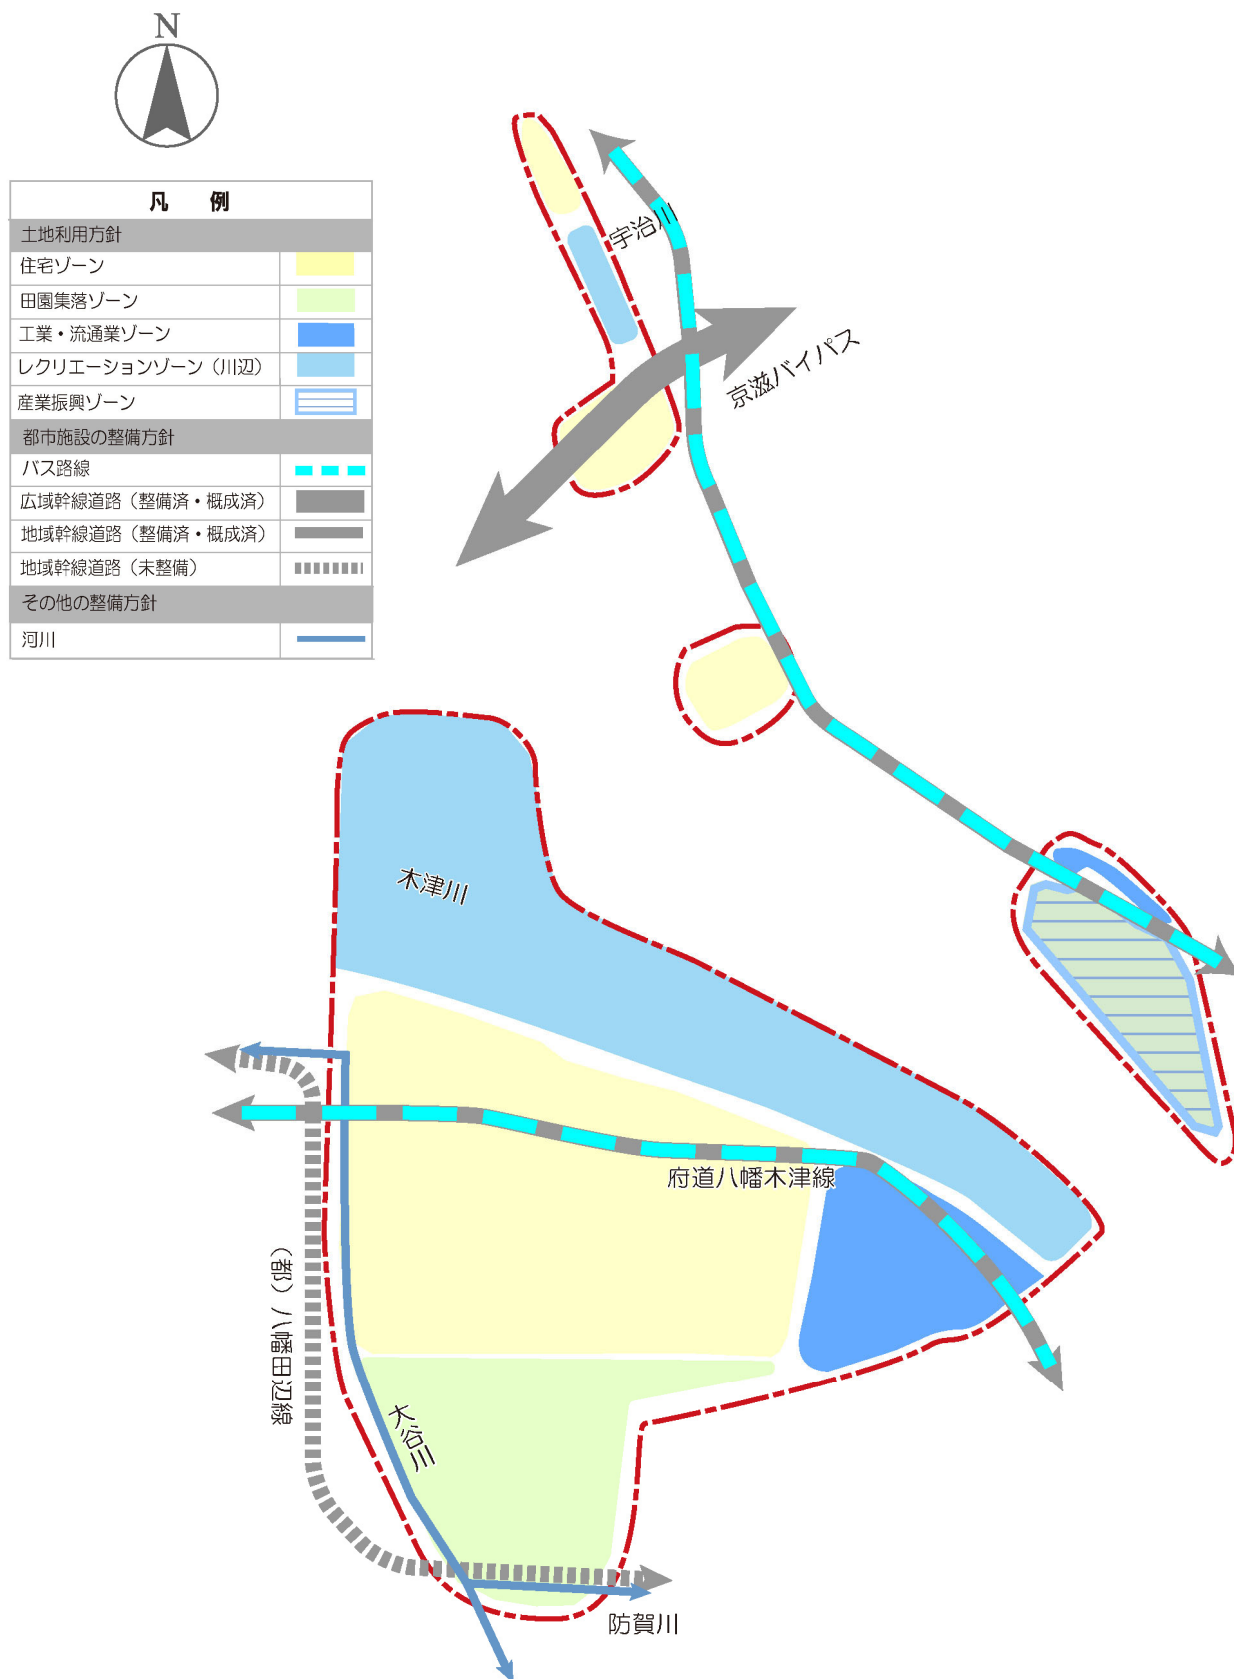 N
凡 例
土地利用方針
住宅ゾーン
田園集落ゾーン
工業・流通業ゾーン
レクリエーションゾーン（川辺）
産業振興ゾーン
都市施設の整備方針
バス路線
広域幹線道路（整備済・概成済）
地域幹線道路（整備済・概成済）
地域幹線道路（未整備）
その他の整備方針
河川
宇治川
京滋バイパス
木津川
府道八幡木津線
（都）八幡田辺線
大谷川
防賀川